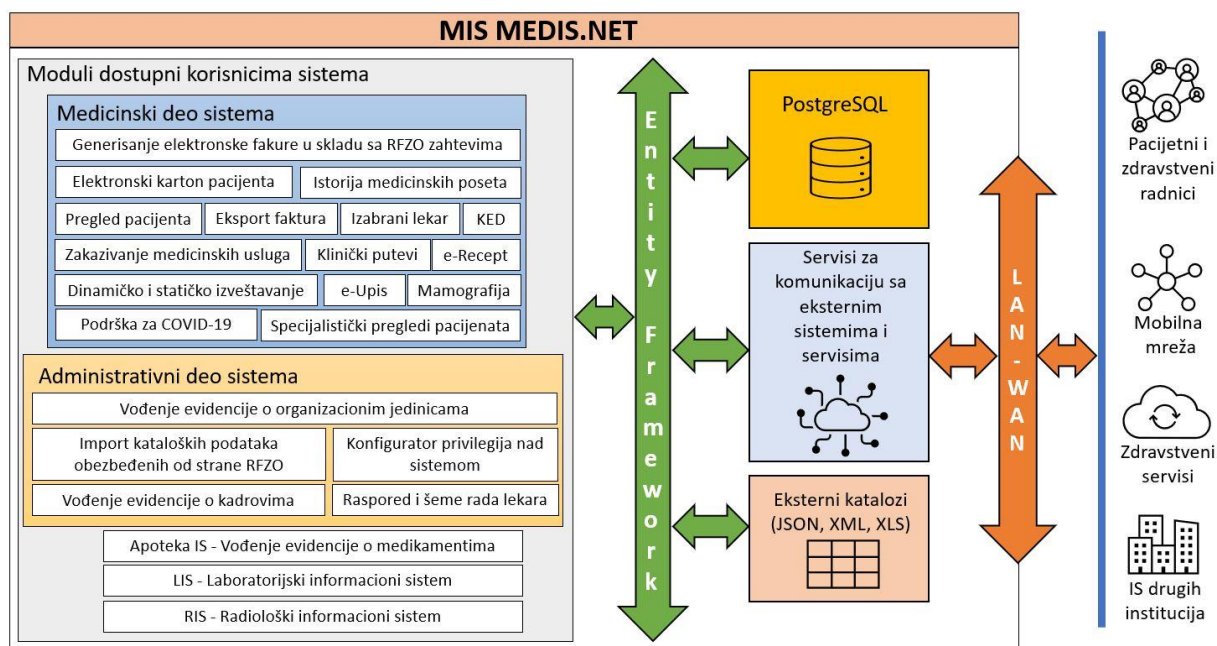 MIS MEDIS.NET
Moduli dostupni korisnicima sistema
Medicinski deo sistema
Generisanje elektronske fakure u skladu sa RFZO zahtevima
Elektronski karton pacijenta
Istorija medicinskih poseta
Pregled pacijenta
Eksport faktura
Izabrani lekar
KED
Zakazivanje medicinskih usluga
Klinički putevi
e-Recept
Dinamičko i statičko izveštavanje
e-Upis
Mamografija
Podrška za COVID-19
Specijalistički pregledi pacijenata
Administrativni deo sistema
Vođenje evidencije o organizacionim jedinicama
Import kataloških podataka
obezbeđenih od strane RFZO
Konfigurator privilegija nad
sistemom
Vođenje evidencije o kadrovima
Raspored i šeme rada lekara
Apoteka IS - Vođenje evidencije o medikamentima
LIS - Laboratorijski informacioni sistem
RIS - Radiološki informacioni sistem
Entity Framework
PostgreSQL
Servisi za
komunikaciju sa
eksternim
sistemima i
servisima
Eksterni katalozi
(JSON, XML, XLS)
LAN-WAN
Pacijetni i
zdravstveni
radnici
Mobilna
mreža
Zdravstveni
servisi
IS drugih
institucija